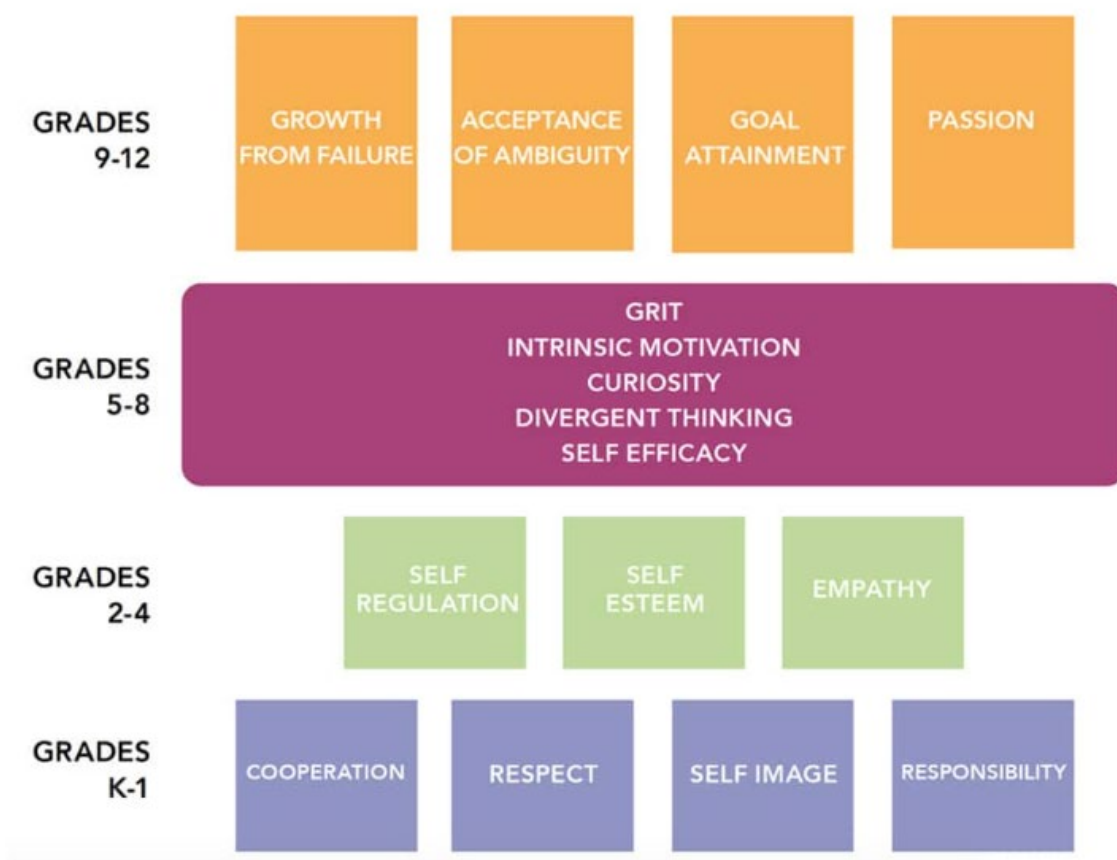 GRADES
9-12
GROWTH
FROM FAILURE
ACCEPTANCE
OF AMBIGUITY
GOAL
ATTAINMENT
PASSION
GRADES
5-8
GRIT
INTRINSIC MOTIVATION
CURIOSITY
DIVERGENT THINKING
SELF EFFICACY
GRADES
2-4
SELF
REGULATION
SELF
ESTEEM
EMPATHY
GRADES
K-1
COOPERATION
RESPECT
SELF IMAGE
RESPONSIBILITY